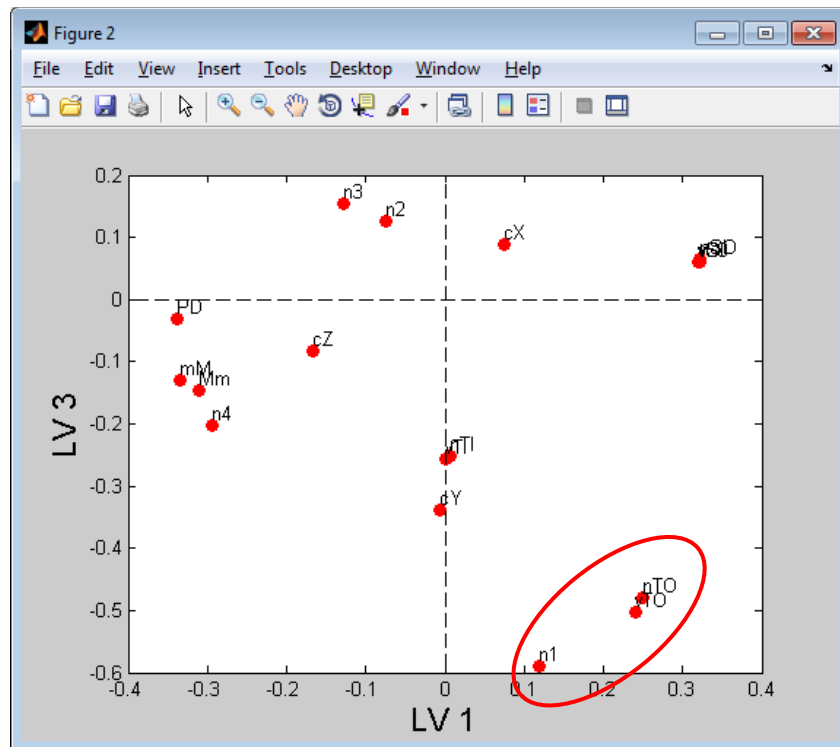 Figure 2
File Edit View Insert Tools Desktop Window Help
0.2
n3
n2
cX
0.1
0
PD
cZ
-0.1
mM
Mm
n4
-0.2
-0.3
cY
-0.4
nTO
vTO
-0.5
n1
-0.6
-0.4 -0.3 -0.2 -0.1 0 0.1 0.2 0.3 0.4
LV 1
LV 3